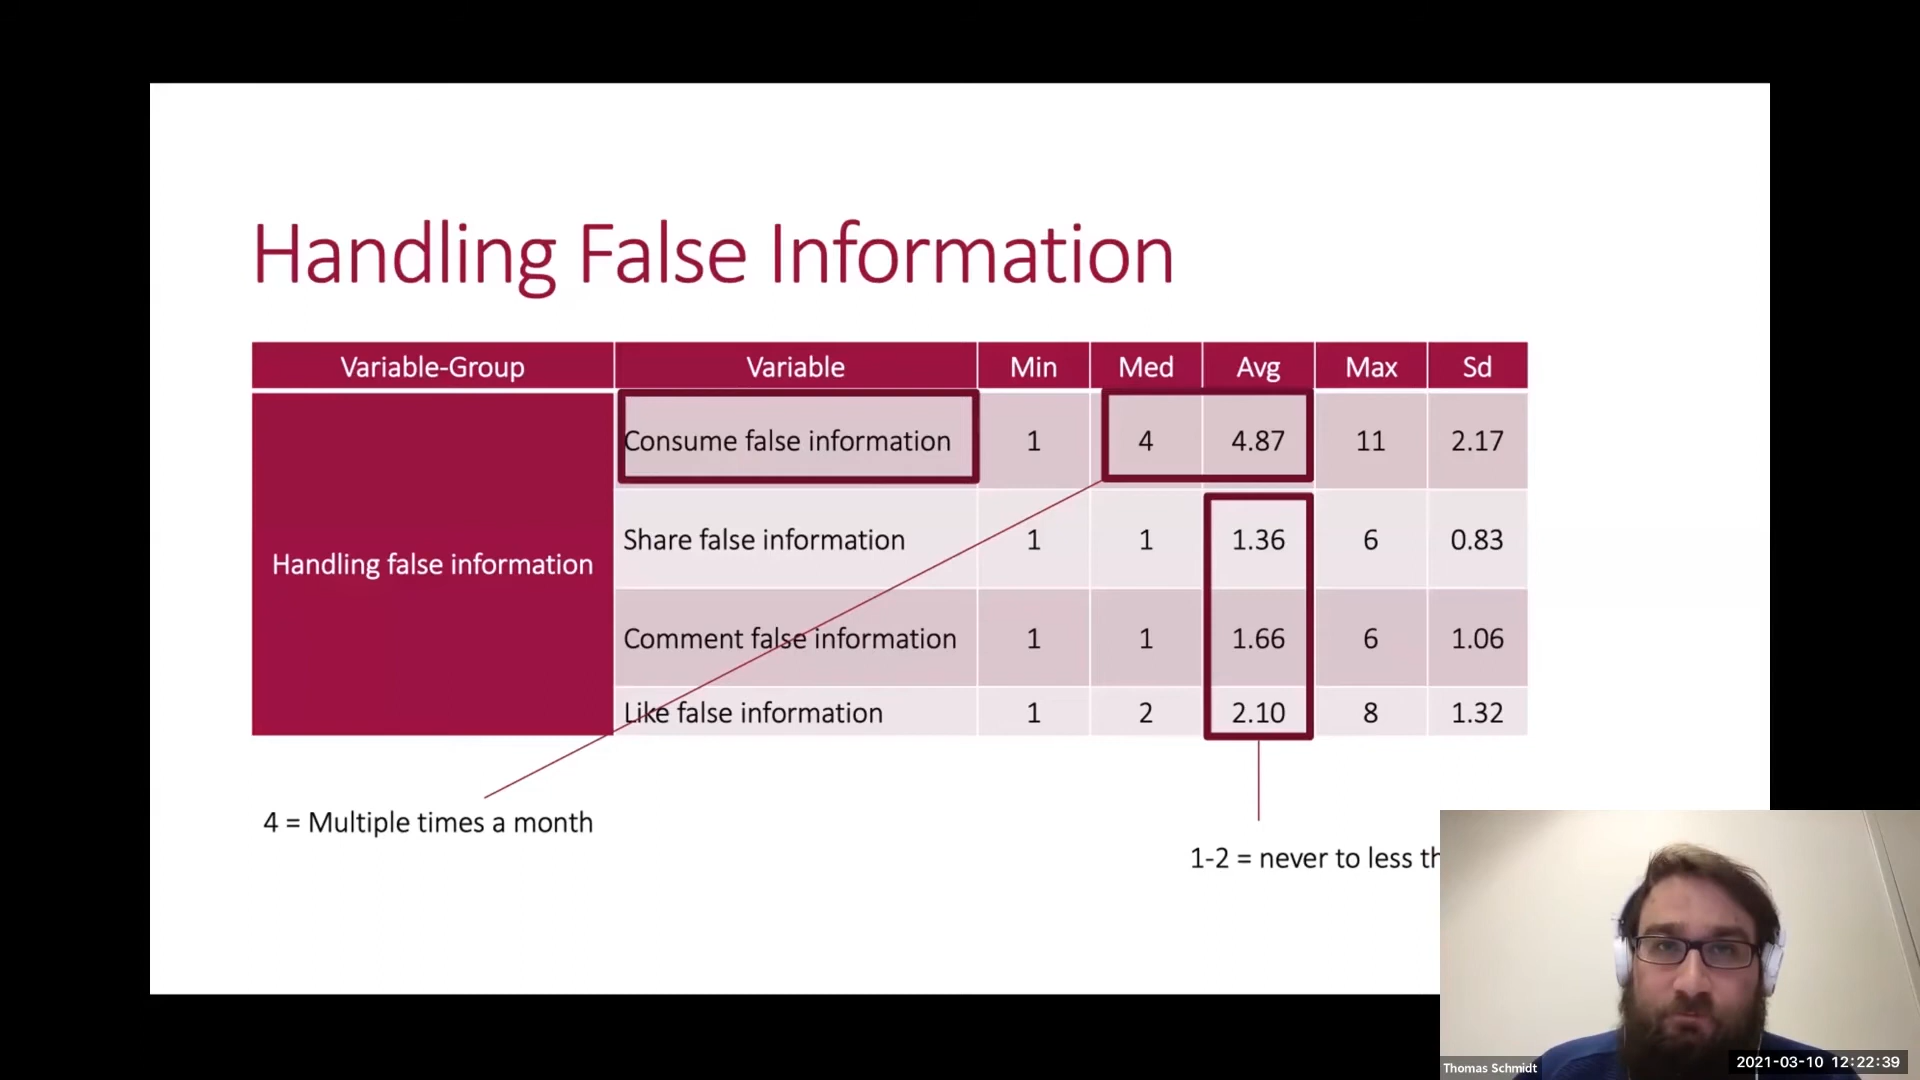 Handling False Information
Variable-Group Variable Min Med Avg Max Sd
Handling false information
Consume false information 1 4 4.87 11 2.17
Share false information 1 1 1.36 6 0.83
Comment false information 1 1 1.66 6 1.06
Like false information 1 2 2.10 8 1.32
4 = Multiple times a month
1-2 = never to less
Thomas Schmidt
2021-03-10 12:22:39